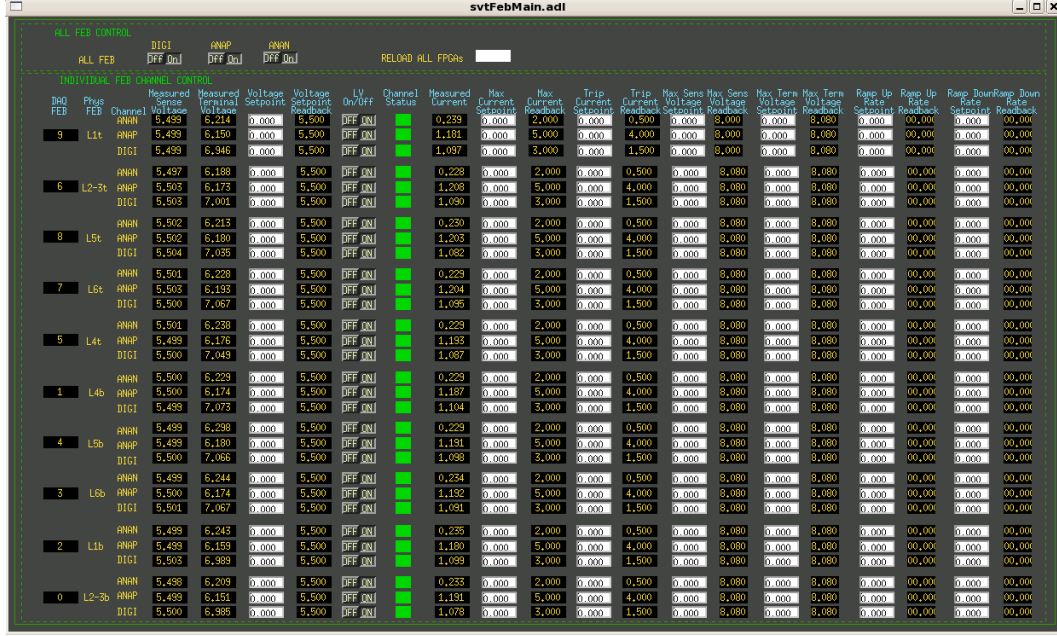 svtFebMain.adl
ALL FEB CONTROL
DIGI ANAP ANAN
ALL FEB Off On Off On Off On RELOAD ALL FPGAs
INDIVIDUAL FEB CHANNEL CONTROL
Measured Measured Voltage Voltage LV Channel Measured Max Max Trip Trip Max Sens Max Sens Max Term Max Term Ramp Up Ramp Up Ramp Down Ramp Down
DAQ Phys Sense Terminal Setpoint Setpoint On/Off Status Current Current Current Current Current Voltage Voltage Voltage Voltage Rate Rate Rate Rate
FEB FEB Channel Voltage Voltage Readback Setpoint Readback Setpoint Readback Setpoint Readback Setpoint Readback Setpoint Readback Setpoint Readback
ANAN 5.499 6.214 0.000 5.500 OFF ON 0.239 0.000 2.000 0.000 0.500 0.000 8.000 0.000 8.080 0.000 00.000 0.000 00.000
9 L1t ANAP 5.499 6.150 0.000 5.500 OFF ON 1.181 0.000 5.000 0.000 4.000 0.000 8.000 0.000 8.080 0.000 00.000 0.000 00.000
DIGI 5.499 6.946 0.000 5.500 OFF ON 1.097 0.000 3.000 0.000 1.500 0.000 8.000 0.000 8.080 0.000 00.000 0.000 00.000
ANAN 5.497 6.188 0.000 5.500 OFF ON 0.228 0.000 2.000 0.000 0.500 0.000 8.080 0.000 8.080 0.000 00.000 0.000 00.000
6 L2-3t ANAP 5.503 6.173 0.000 5.500 OFF ON 1.208 0.000 5.000 0.000 4.000 0.000 8.080 0.000 8.080 0.000 00.000 0.000 00.000
DIGI 5.503 7.001 0.000 5.500 OFF ON 1.090 0.000 3.000 0.000 1.500 0.000 8.080 0.000 8.080 0.000 00.000 0.000 00.000
ANAN 5.502 6.213 0.000 5.500 OFF ON 0.230 0.000 2.000 0.000 0.500 0.000 8.080 0.000 8.080 0.000 00.000 0.000 00.000
8 L5t ANAP 5.502 6.180 0.000 5.500 OFF ON 1.203 0.000 5.000 0.000 4.000 0.000 8.080 0.000 8.080 0.000 00.000 0.000 00.000
DIGI 5.504 7.035 0.000 5.500 OFF ON 1.082 0.000 3.000 0.000 1.500 0.000 8.080 0.000 8.080 0.000 00.000 0.000 00.000
ANAN 5.501 6.228 0.000 5.500 OFF ON 0.229 0.000 2.000 0.000 0.500 0.000 8.080 0.000 8.080 0.000 00.000 0.000 00.000
7 L6t ANAP 5.503 6.193 0.000 5.500 OFF ON 1.204 0.000 5.000 0.000 4.000 0.000 8.080 0.000 8.080 0.000 00.000 0.000 00.000
DIGI 5.500 7.067 0.000 5.500 OFF ON 1.095 0.000 3.000 0.000 1.500 0.000 8.080 0.000 8.080 0.000 00.000 0.000 00.000
ANAN 5.501 6.238 0.000 5.500 OFF ON 0.229 0.000 2.000 0.000 0.500 0.000 8.080 0.000 8.080 0.000 00.000 0.000 00.000
5 L4t ANAP 5.499 6.176 0.000 5.500 OFF ON 1.193 0.000 5.000 0.000 4.000 0.000 8.080 0.000 8.080 0.000 00.000 0.000 00.000
DIGI 5.500 7.049 0.000 5.500 OFF ON 1.087 0.000 3.000 0.000 1.500 0.000 8.080 0.000 8.080 0.000 00.000 0.000 00.000
ANAN 5.500 6.229 0.000 5.500 OFF ON 0.229 0.000 2.000 0.000 0.500 0.000 8.080 0.000 8.080 0.000 00.000 0.000 00.000
1 L4b ANAP 5.500 6.174 0.000 5.500 OFF ON 1.187 0.000 5.000 0.000 4.000 0.000 8.080 0.000 8.080 0.000 00.000 0.000 00.000
DIGI 5.499 7.073 0.000 5.500 OFF ON 1.104 0.000 3.000 0.000 1.500 0.000 8.080 0.000 8.080 0.000 00.000 0.000 00.000
ANAN 5.499 6.298 0.000 5.500 OFF ON 0.229 0.000 2.000 0.000 0.500 0.000 8.080 0.000 8.080 0.000 00.000 0.000 00.000
4 L5b ANAP 5.499 6.180 0.000 5.500 OFF ON 1.191 0.000 5.000 0.000 4.000 0.000 8.080 0.000 8.080 0.000 00.000 0.000 00.000
DIGI 5.500 7.066 0.000 5.500 OFF ON 1.098 0.000 3.000 0.000 1.500 0.000 8.080 0.000 8.080 0.000 00.000 0.000 00.000
ANAN 5.499 6.244 0.000 5.500 OFF ON 0.234 0.000 2.000 0.000 0.500 0.000 8.080 0.000 8.080 0.000 00.000 0.000 00.000
3 L6b ANAP 5.500 6.174 0.000 5.500 OFF ON 1.192 0.000 5.000 0.000 4.000 0.000 8.080 0.000 8.080 0.000 00.000 0.000 00.000
DIGI 5.501 7.067 0.000 5.500 OFF ON 1.091 0.000 3.000 0.000 1.500 0.000 8.080 0.000 8.080 0.000 00.000 0.000 00.000
ANAN 5.499 6.243 0.000 5.500 OFF ON 0.235 0.000 2.000 0.000 0.500 0.000 8.080 0.000 8.080 0.000 00.000 0.000 00.000
2 L1b ANAP 5.499 6.159 0.000 5.500 OFF ON 1.180 0.000 5.000 0.000 4.000 0.000 8.080 0.000 8.080 0.000 00.000 0.000 00.000
DIGI 5.503 6.989 0.000 5.500 OFF ON 1.099 0.000 3.000 0.000 1.500 0.000 8.080 0.000 8.080 0.000 00.000 0.000 00.000
ANAN 5.498 6.209 0.000 5.500 OFF ON 0.233 0.000 2.000 0.000 0.500 0.000 8.080 0.000 8.080 0.000 00.000 0.000 00.000
0 L2-3b ANAP 5.499 6.151 0.000 5.500 OFF ON 1.191 0.000 5.000 0.000 4.000 0.000 8.080 0.000 8.080 0.000 00.000 0.000 00.000
DIGI 5.500 6.985 0.000 5.500 OFF ON 1.078 0.000 3.000 0.000 1.500 0.000 8.080 0.000 8.080 0.000 00.000 0.000 00.000